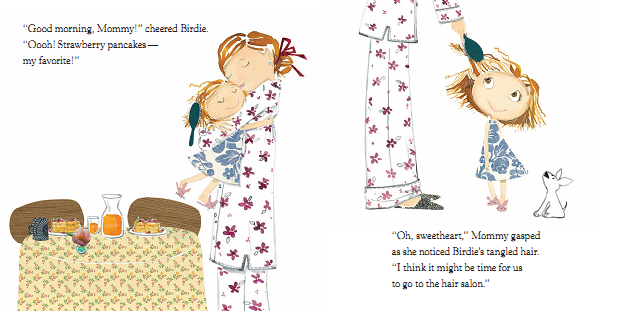 “Good morning, Mommy!” cheered Birdie.
“Oooh! Strawberry pancakes —
my favorite!”
“Oh, sweetheart,” Mommy gasped
as she noticed Birdie’s tangled hair.
“I think it might be time for us
to go to the hair salon.”